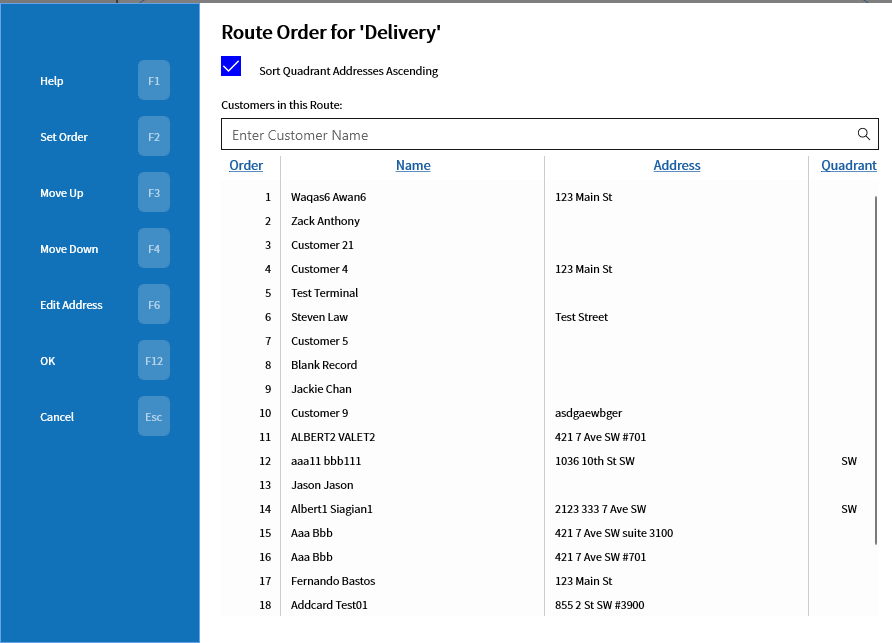 Route Order for 'Delivery'
Sort Quadrant Addresses Ascending
Help F1
Set Order F2
Move Up F3
Move Down F4
Edit Address F6
OK F12
Cancel Esc
Customers in this Route:
Enter Customer Name
Order Name Address Quadrant
1 Waqas6 Awan6 123 Main St
2 Zack Anthony
3 Customer 21
4 Customer 4 123 Main St
5 Test Terminal
6 Steven Law Test Street
7 Customer 5
8 Blank Record
9 Jackie Chan
10 Customer 9 asdgaewbger
11 ALBERT2 VALET2 421 7 Ave SW #701
12 aaa11 bbb111 1036 10th St SW SW
13 Jason Jason
14 Albert1 Siagian1 2123 333 7 Ave SW SW
15 Aaa Bbb 421 7 Ave SW suite 3100
16 Aaa Bbb 421 7 Ave SW #701
17 Fernando Bastos 123 Main St
18 Addcard Test01 855 2 St SW #3900